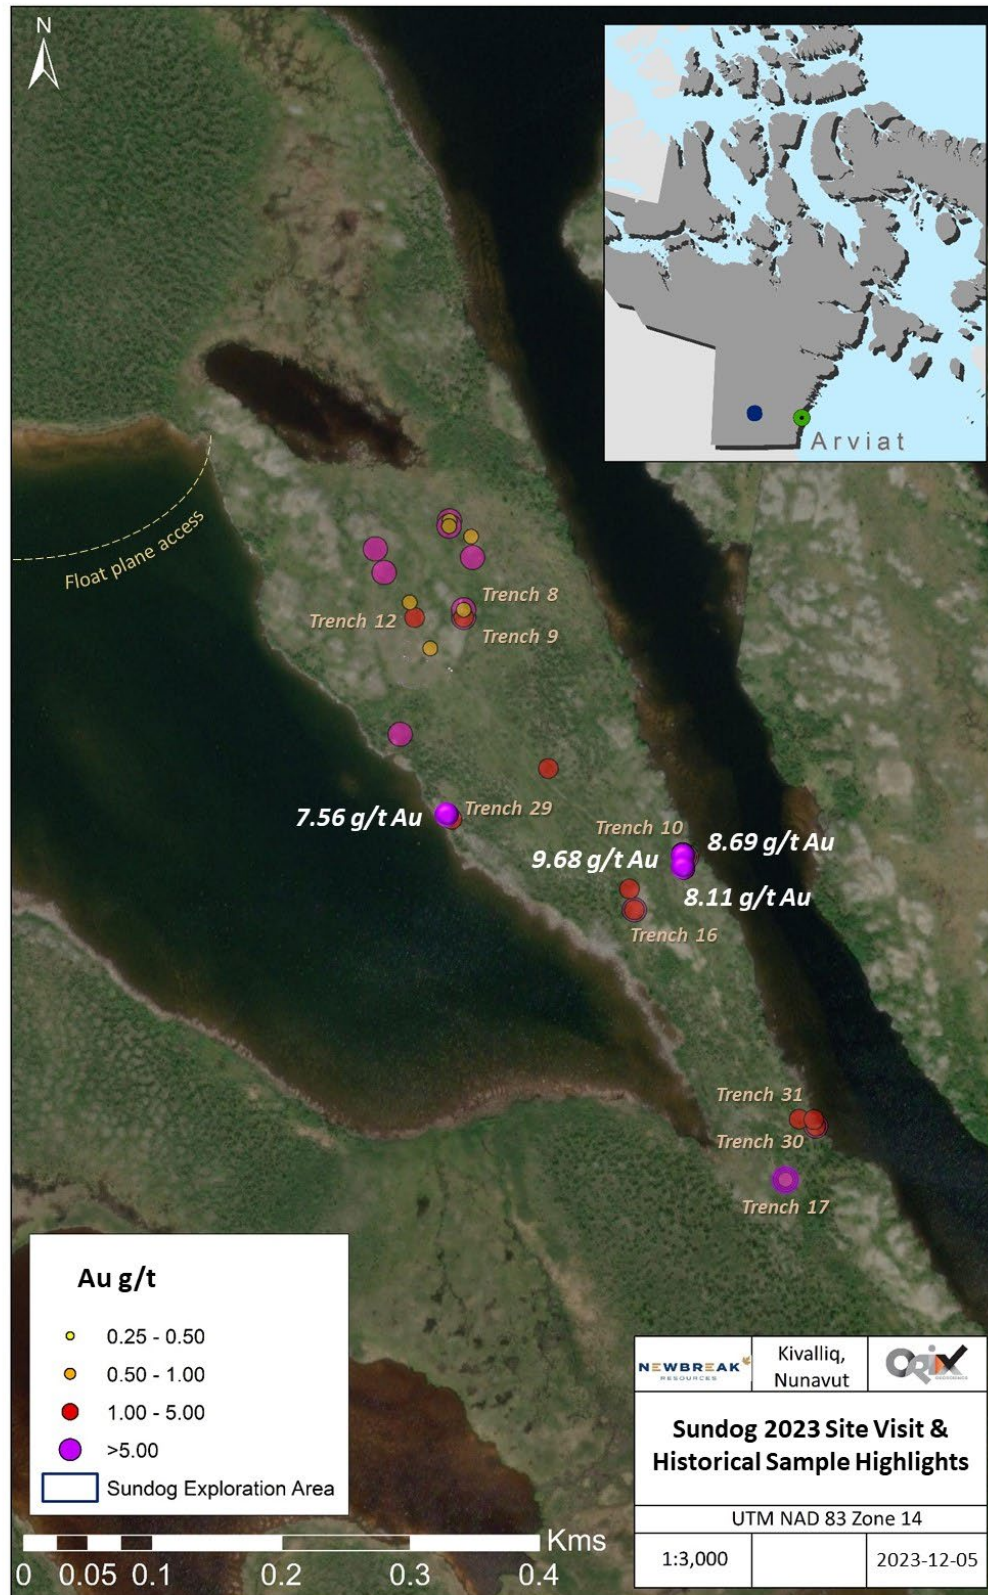 N
Arviat
Float plane access
Trench 8
Trench 12
Trench 9
Trench 29
7.56 g/t Au
Trench 10
8.69 g/t Au
9.68 g/t Au
8.11 g/t Au
Trench 16
Trench 31
Trench 30
Trench 17
Au g/t
0.25 - 0.50
0.50 - 1.00
1.00 - 5.00
>5.00
Sundog Exploration Area
Kms
0 0.05 0.1 0.2 0.3 0.4
NEWBREAK
RESOURCES
Kivalliq,
Nunavut
ORIX
Sundog 2023 Site Visit &
Historical Sample Highlights
UTM NAD 83 Zone 14
1:3,000
2023-12-05